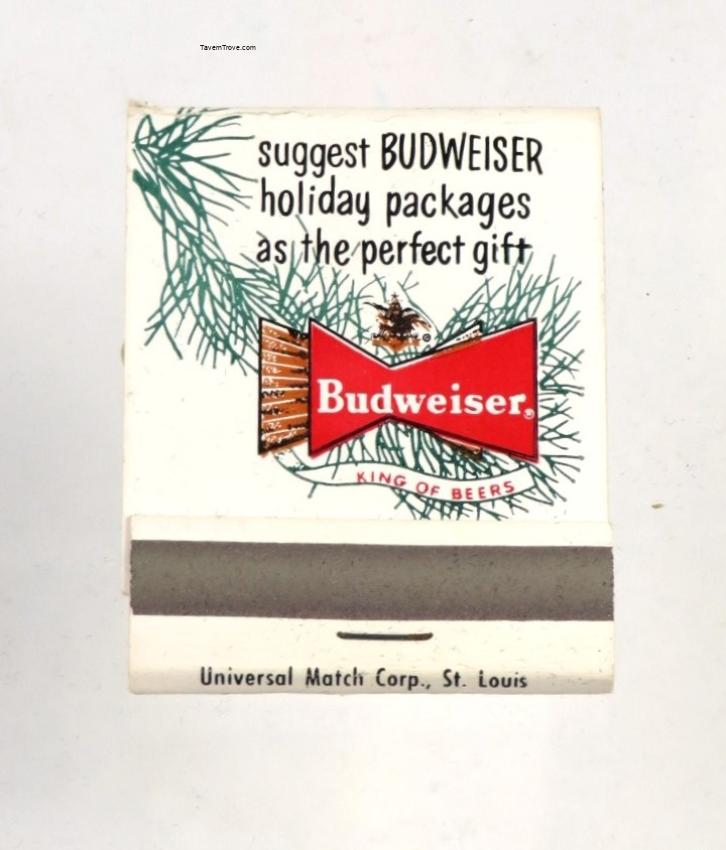 TavernTrove.com
suggest BUDWEISER
holiday packages
as the perfect gift
Budweiser®
KING OF BEERS
Universal Match Corp., St. Louis